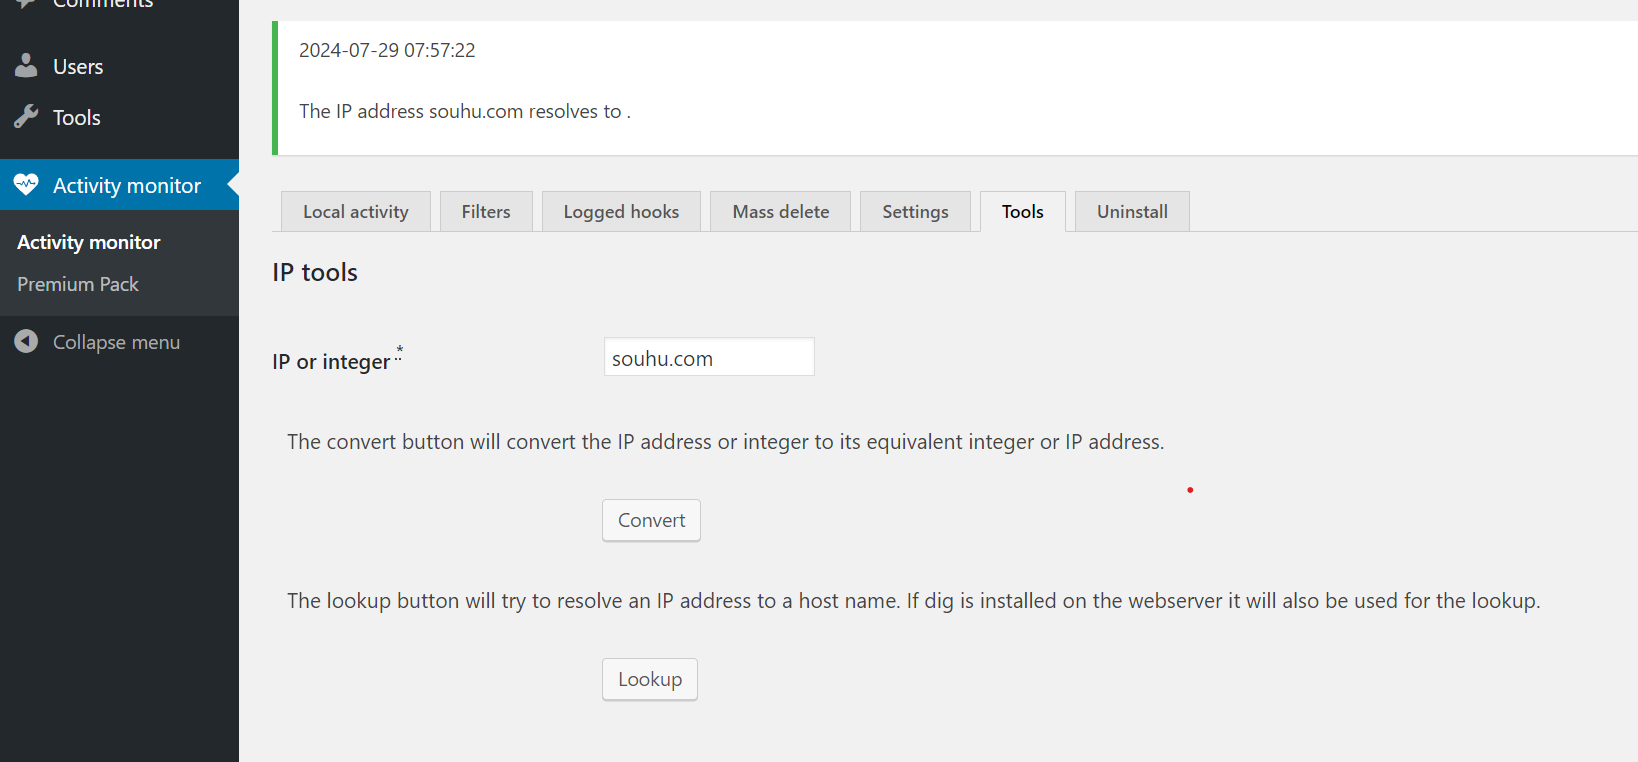 Comments
Users
Tools
Activity monitor
Activity monitor
Premium Pack
Collapse menu
2024-07-29 07:57:22
The IP address souhu.com resolves to .
Local activity
Filters
Logged hooks
Mass delete
Settings
Tools
Uninstall
IP tools
IP or integer *
souhu.com
The convert button will convert the IP address or integer to its equivalent integer or IP address.
Convert
The lookup button will try to resolve an IP address to a host name. If dig is installed on the webserver it will also be used for the lookup.
Lookup